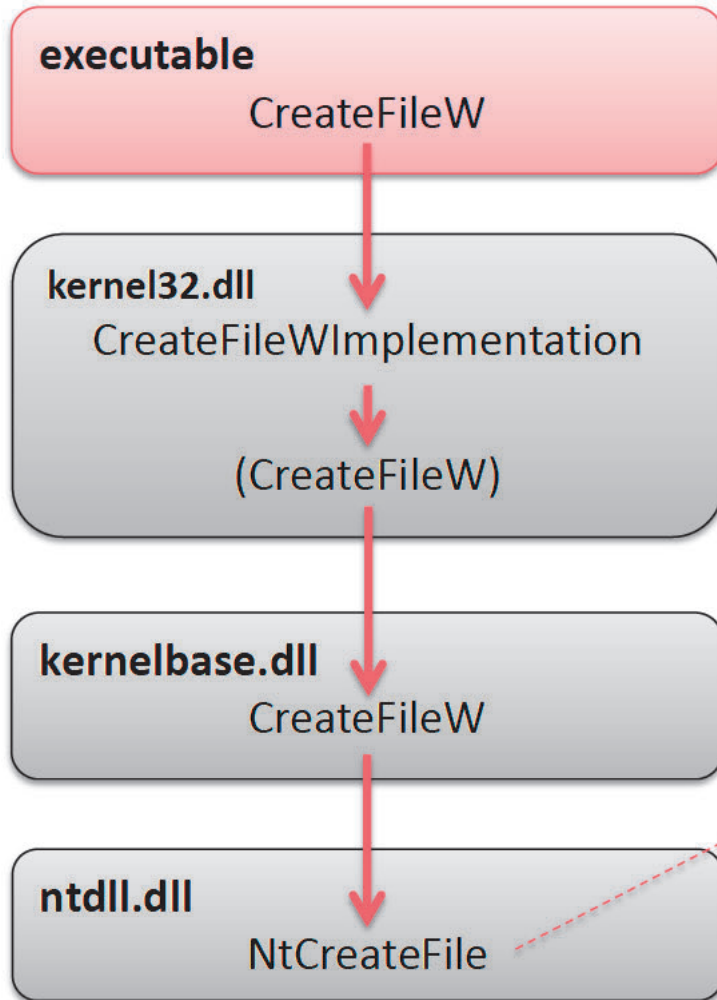 executable
CreateFileW
kernel32.dll
CreateFileWImplementation
(CreateFileW)
kernelbase.dll
CreateFileW
ntdll.dll
NtCreateFile